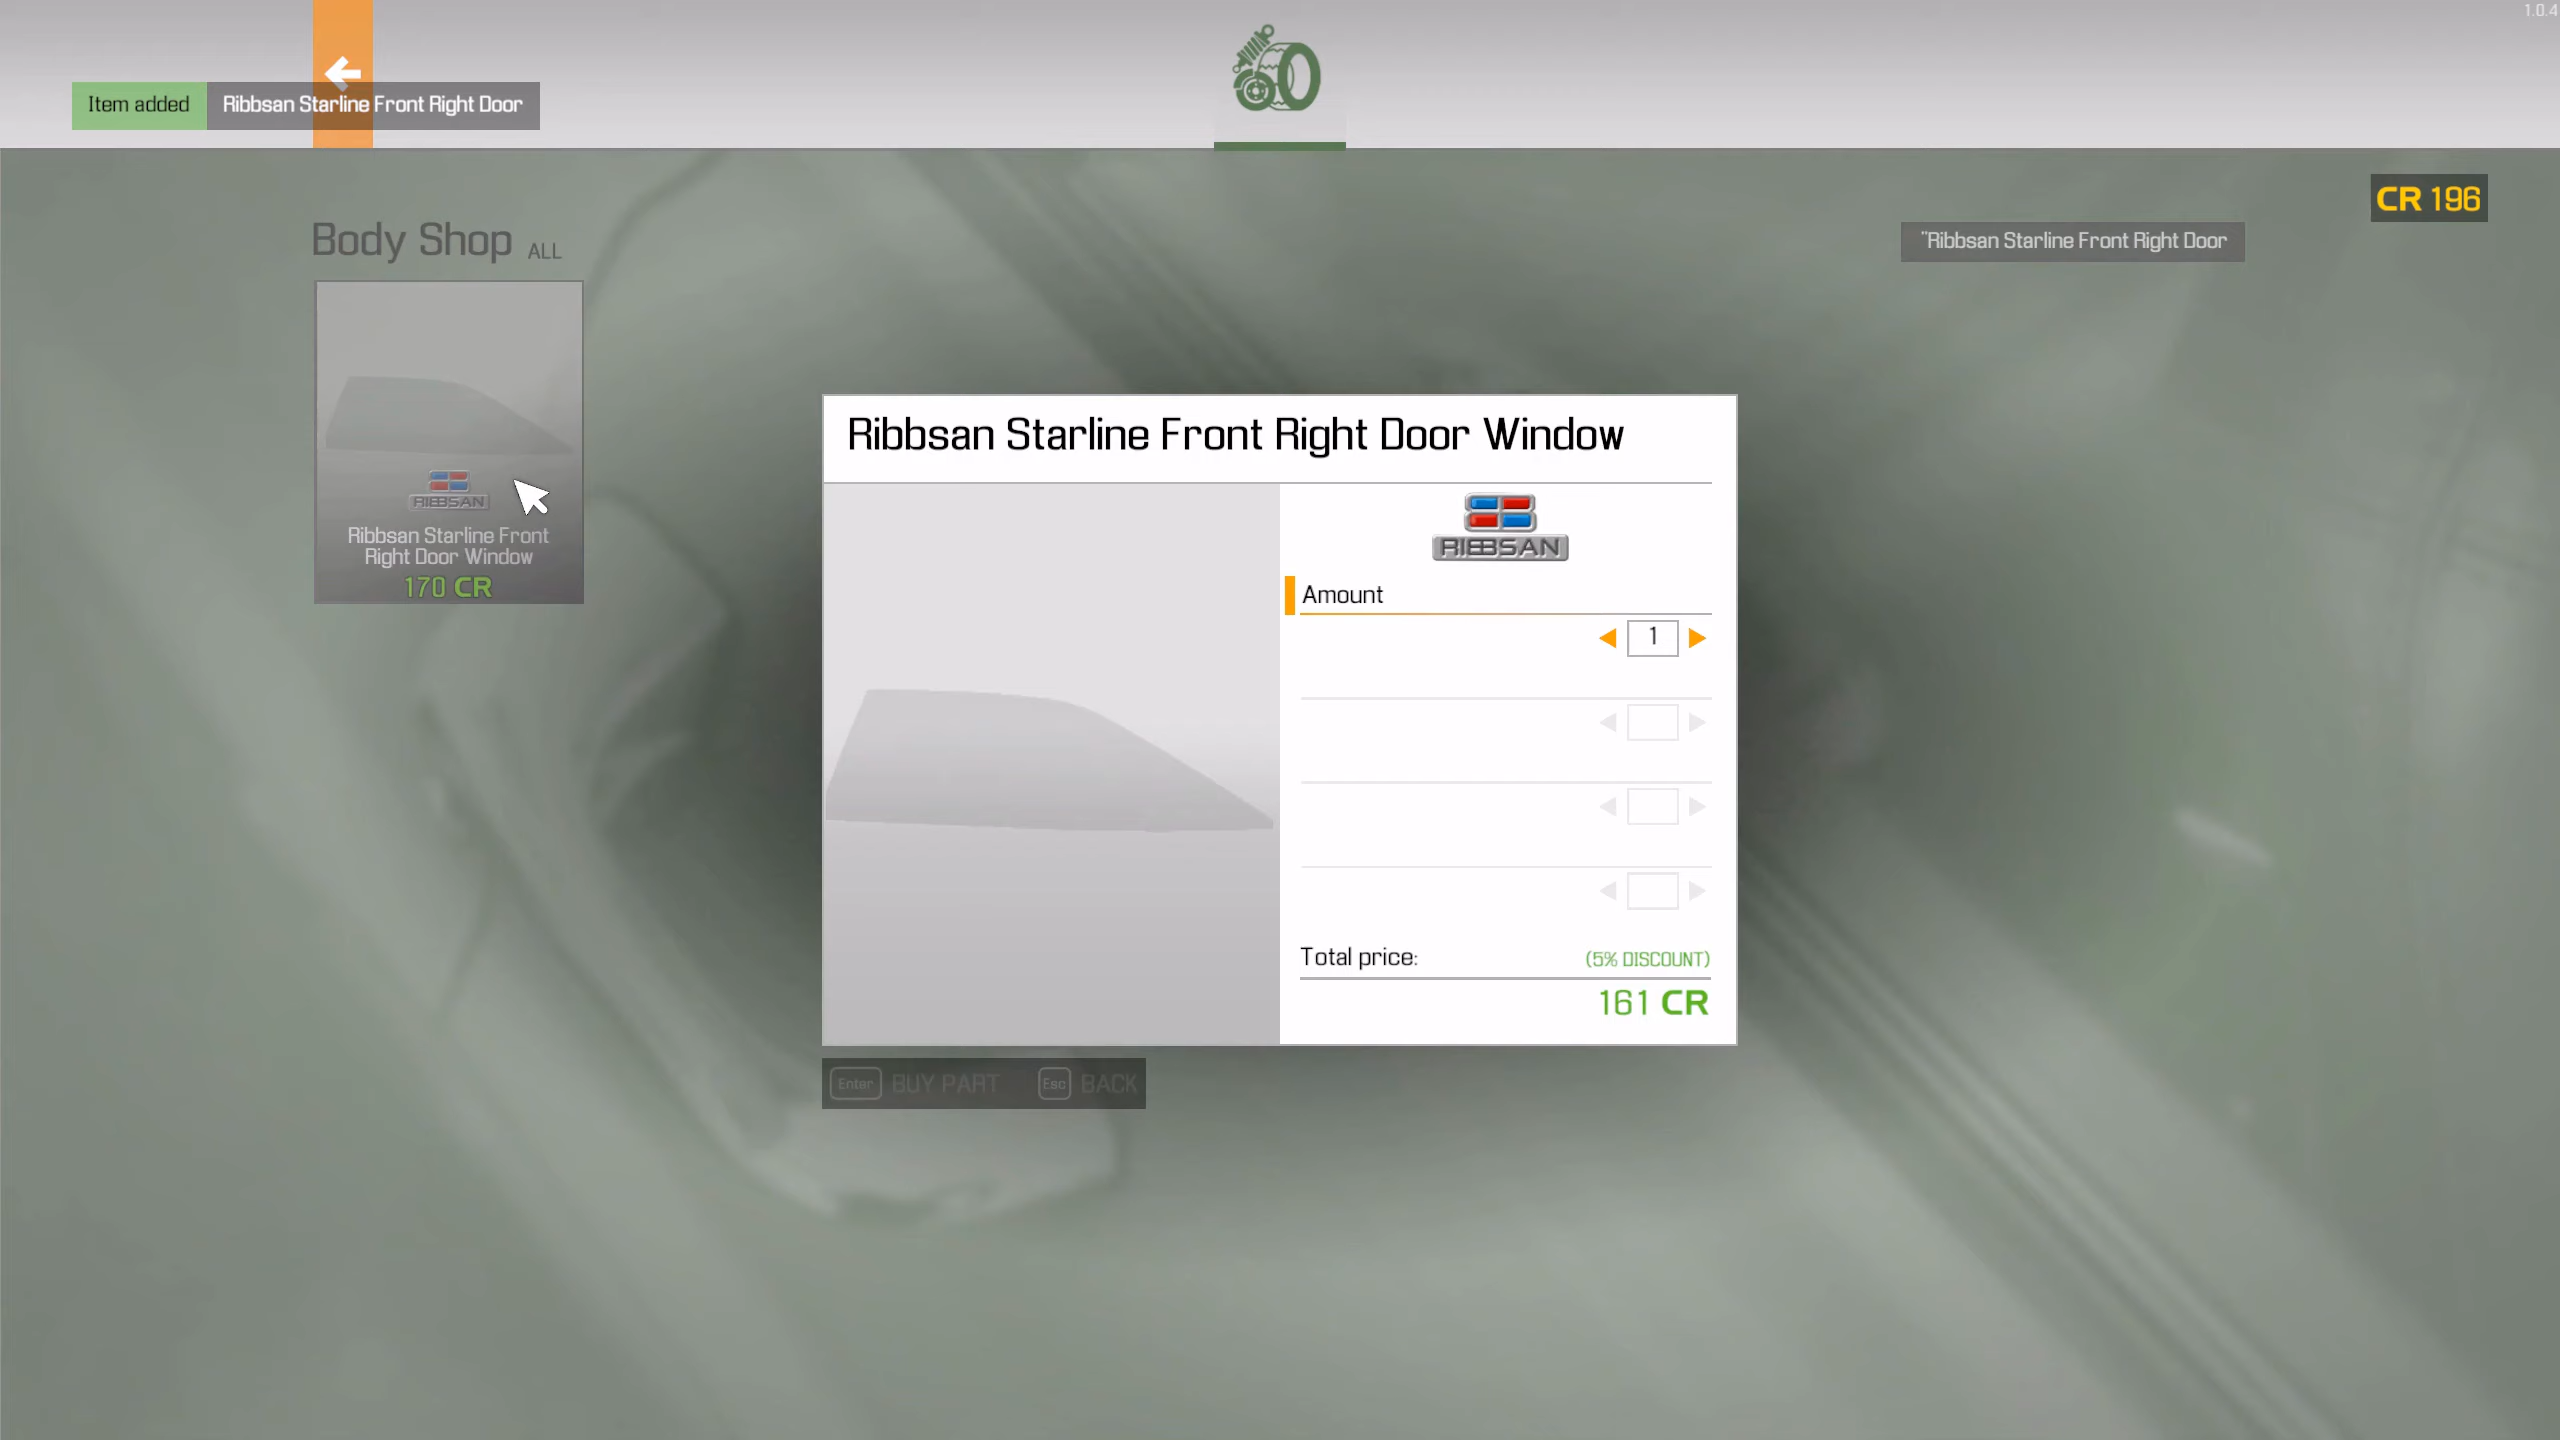 1.0.4
Item added
Ribbsan Starline Front Right Door
CR 196
Body Shop ALL
"Ribbsan Starline Front Right Door
RIBBSAN
Ribbsan Starline Front
Right Door Window
170 CR
Ribbsan Starline Front Right Door Window
RIBBSAN
Amount
1
Total price: (5% DISCOUNT)
161 CR
Enter BUY PART Esc BACK